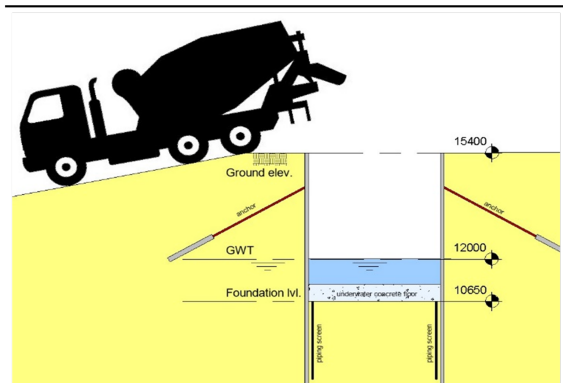 15400
Ground elev.
anchor
anchor
GWT
12000
Foundation lvl.
underwater concrete floor
10650
piping screen
piping screen